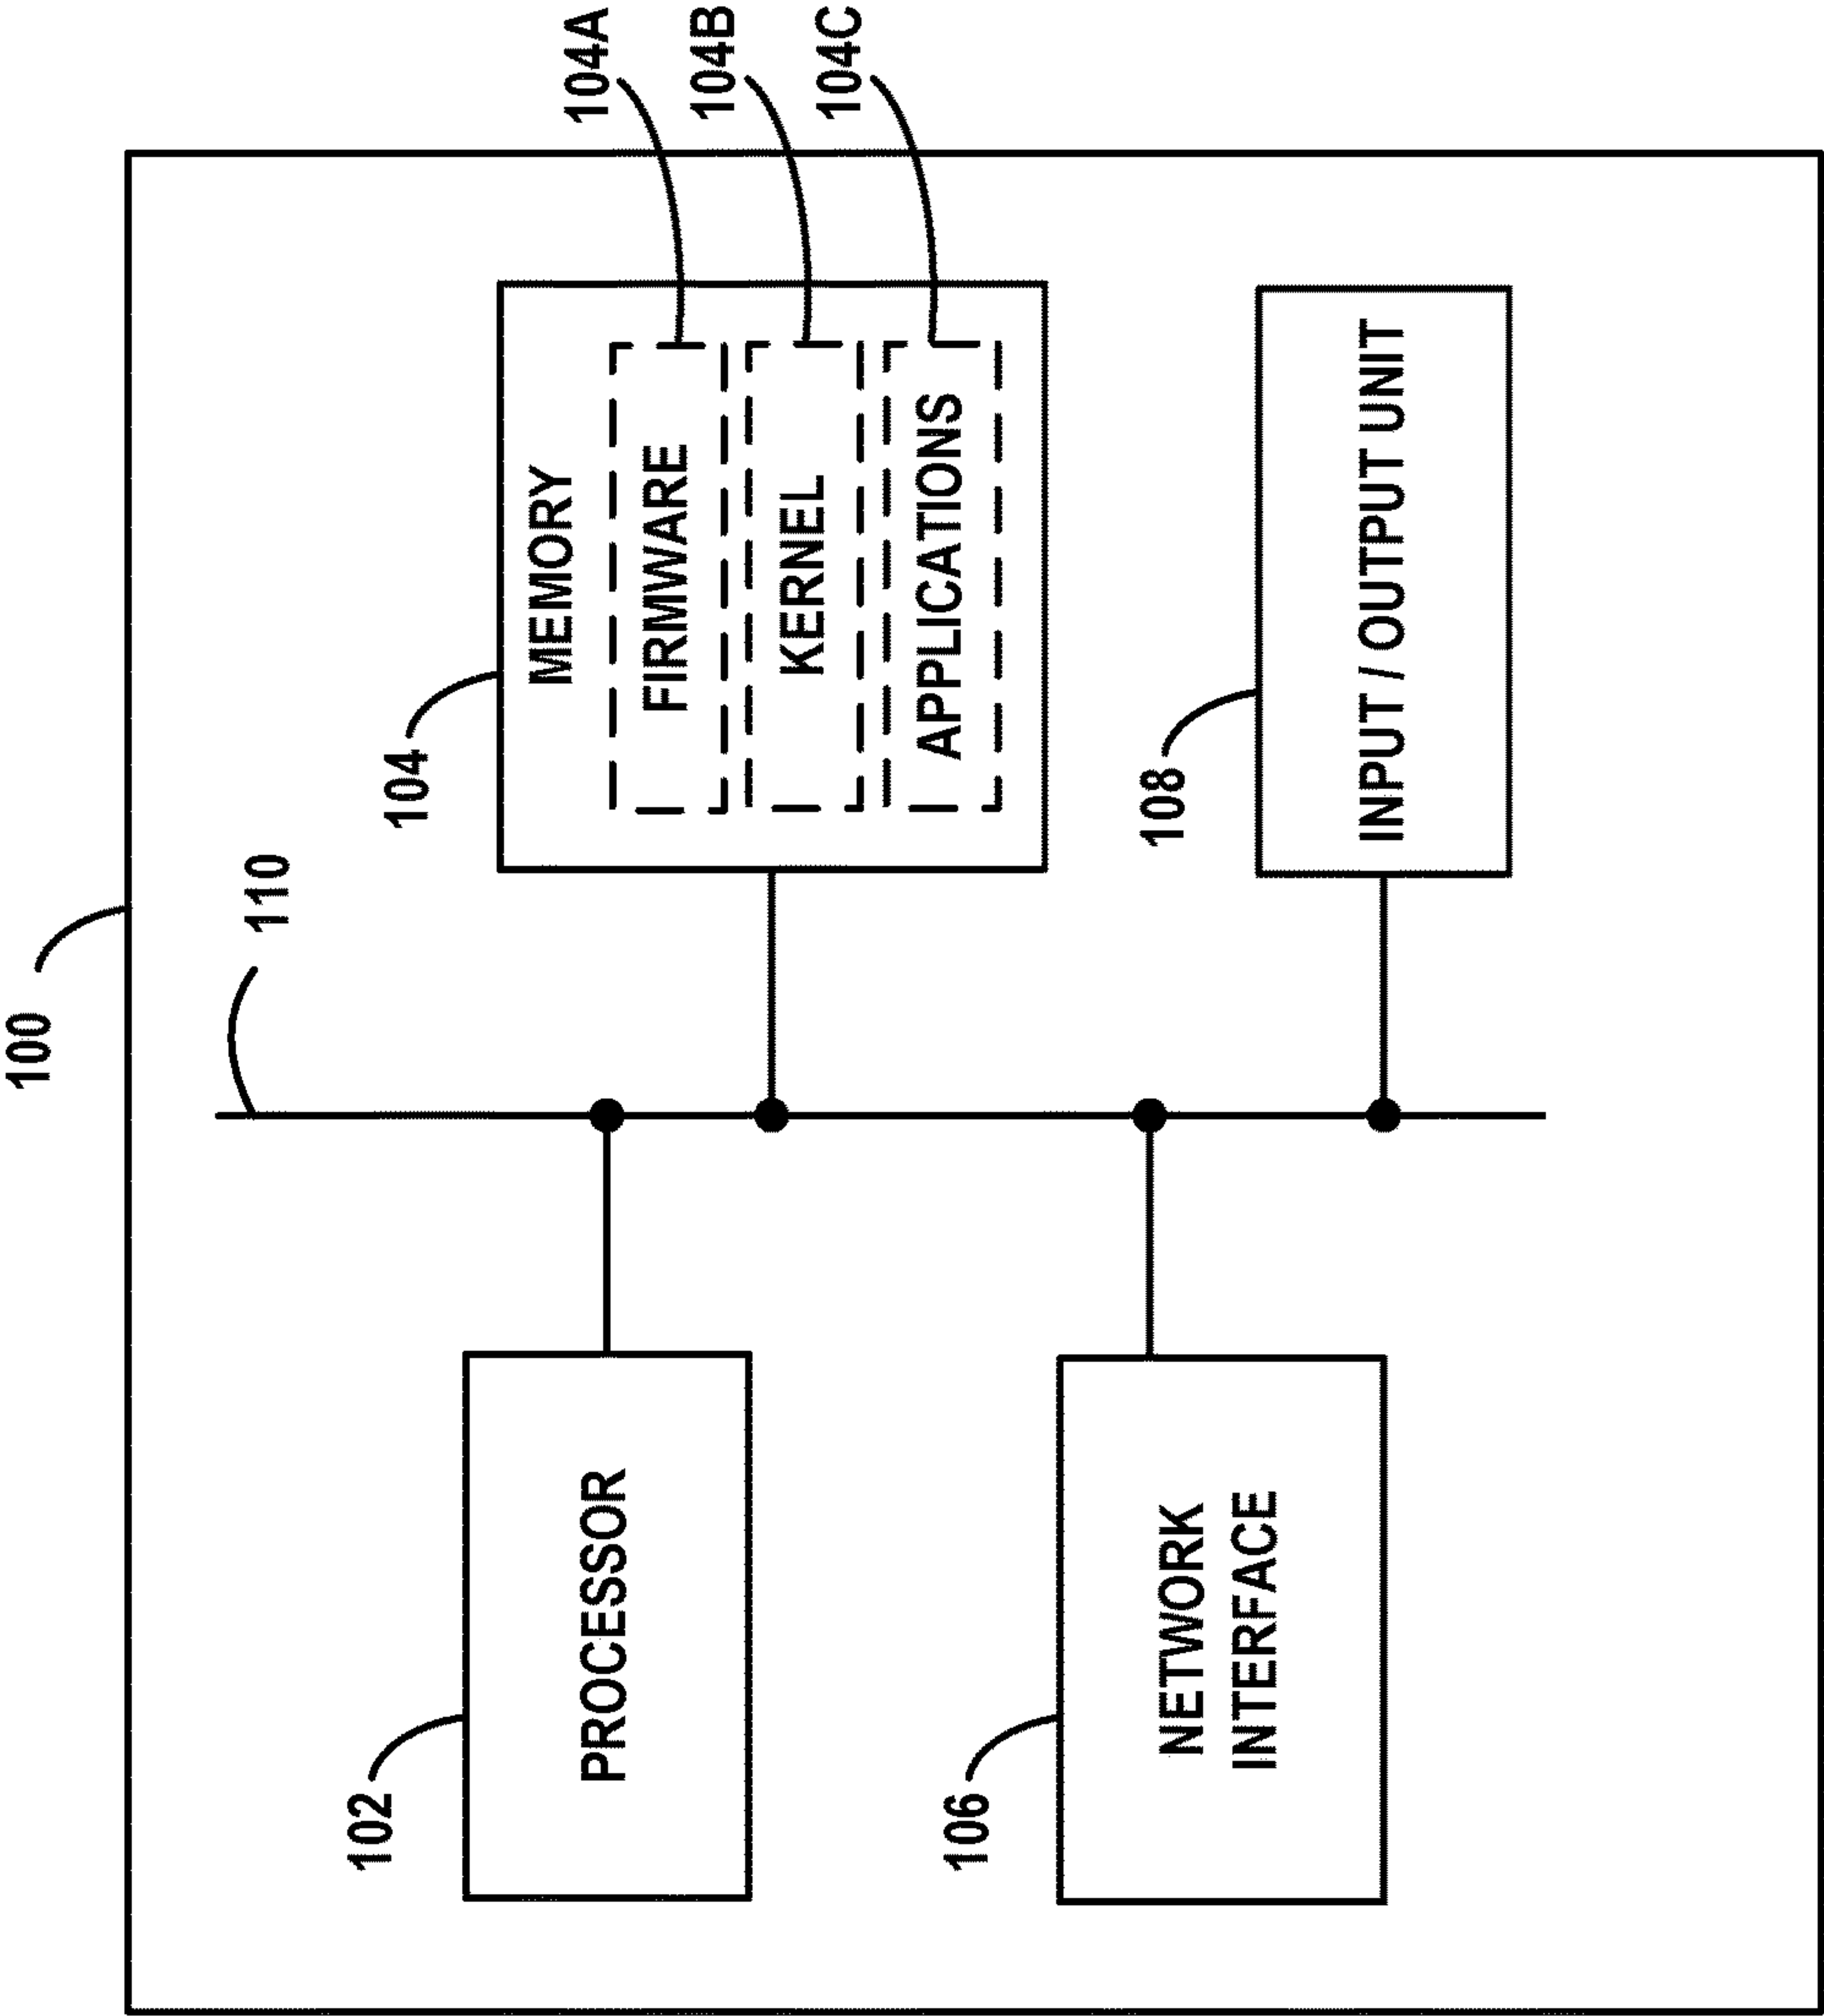 100
110
102
PROCESSOR
104
MEMORY
FIRMWARE
104A
KERNEL
104B
APPLICATIONS
104C
106
NETWORK
INTERFACE
108
INPUT / OUTPUT UNIT